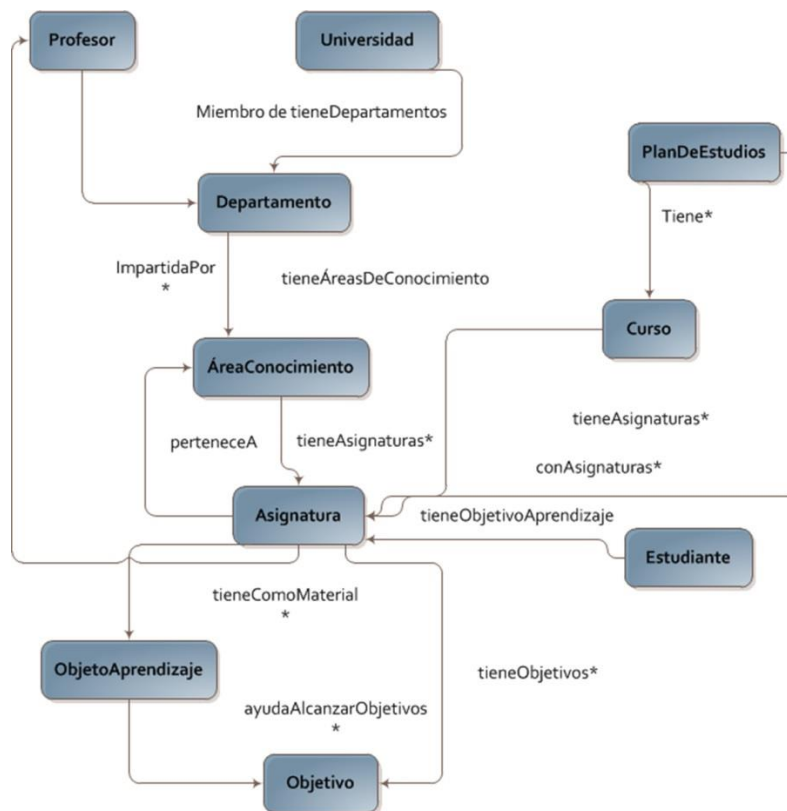 Profesor
Universidad
Miembro de tieneDepartamentos
PlanDeEstudios
Departamento
Tiene*
ImpartidaPor
*
tieneÁreasDeConocimiento
Curso
ÁreaConocimiento
tieneAsignaturas*
perteneceA
tieneAsignaturas*
conAsignaturas*
Asignatura
tieneObjetivoAprendizaje
Estudiante
tieneComoMaterial
*
ObjetoAprendizaje
tieneObjetivos*
ayudaAlcanzarObjetivos
*
Objetivo